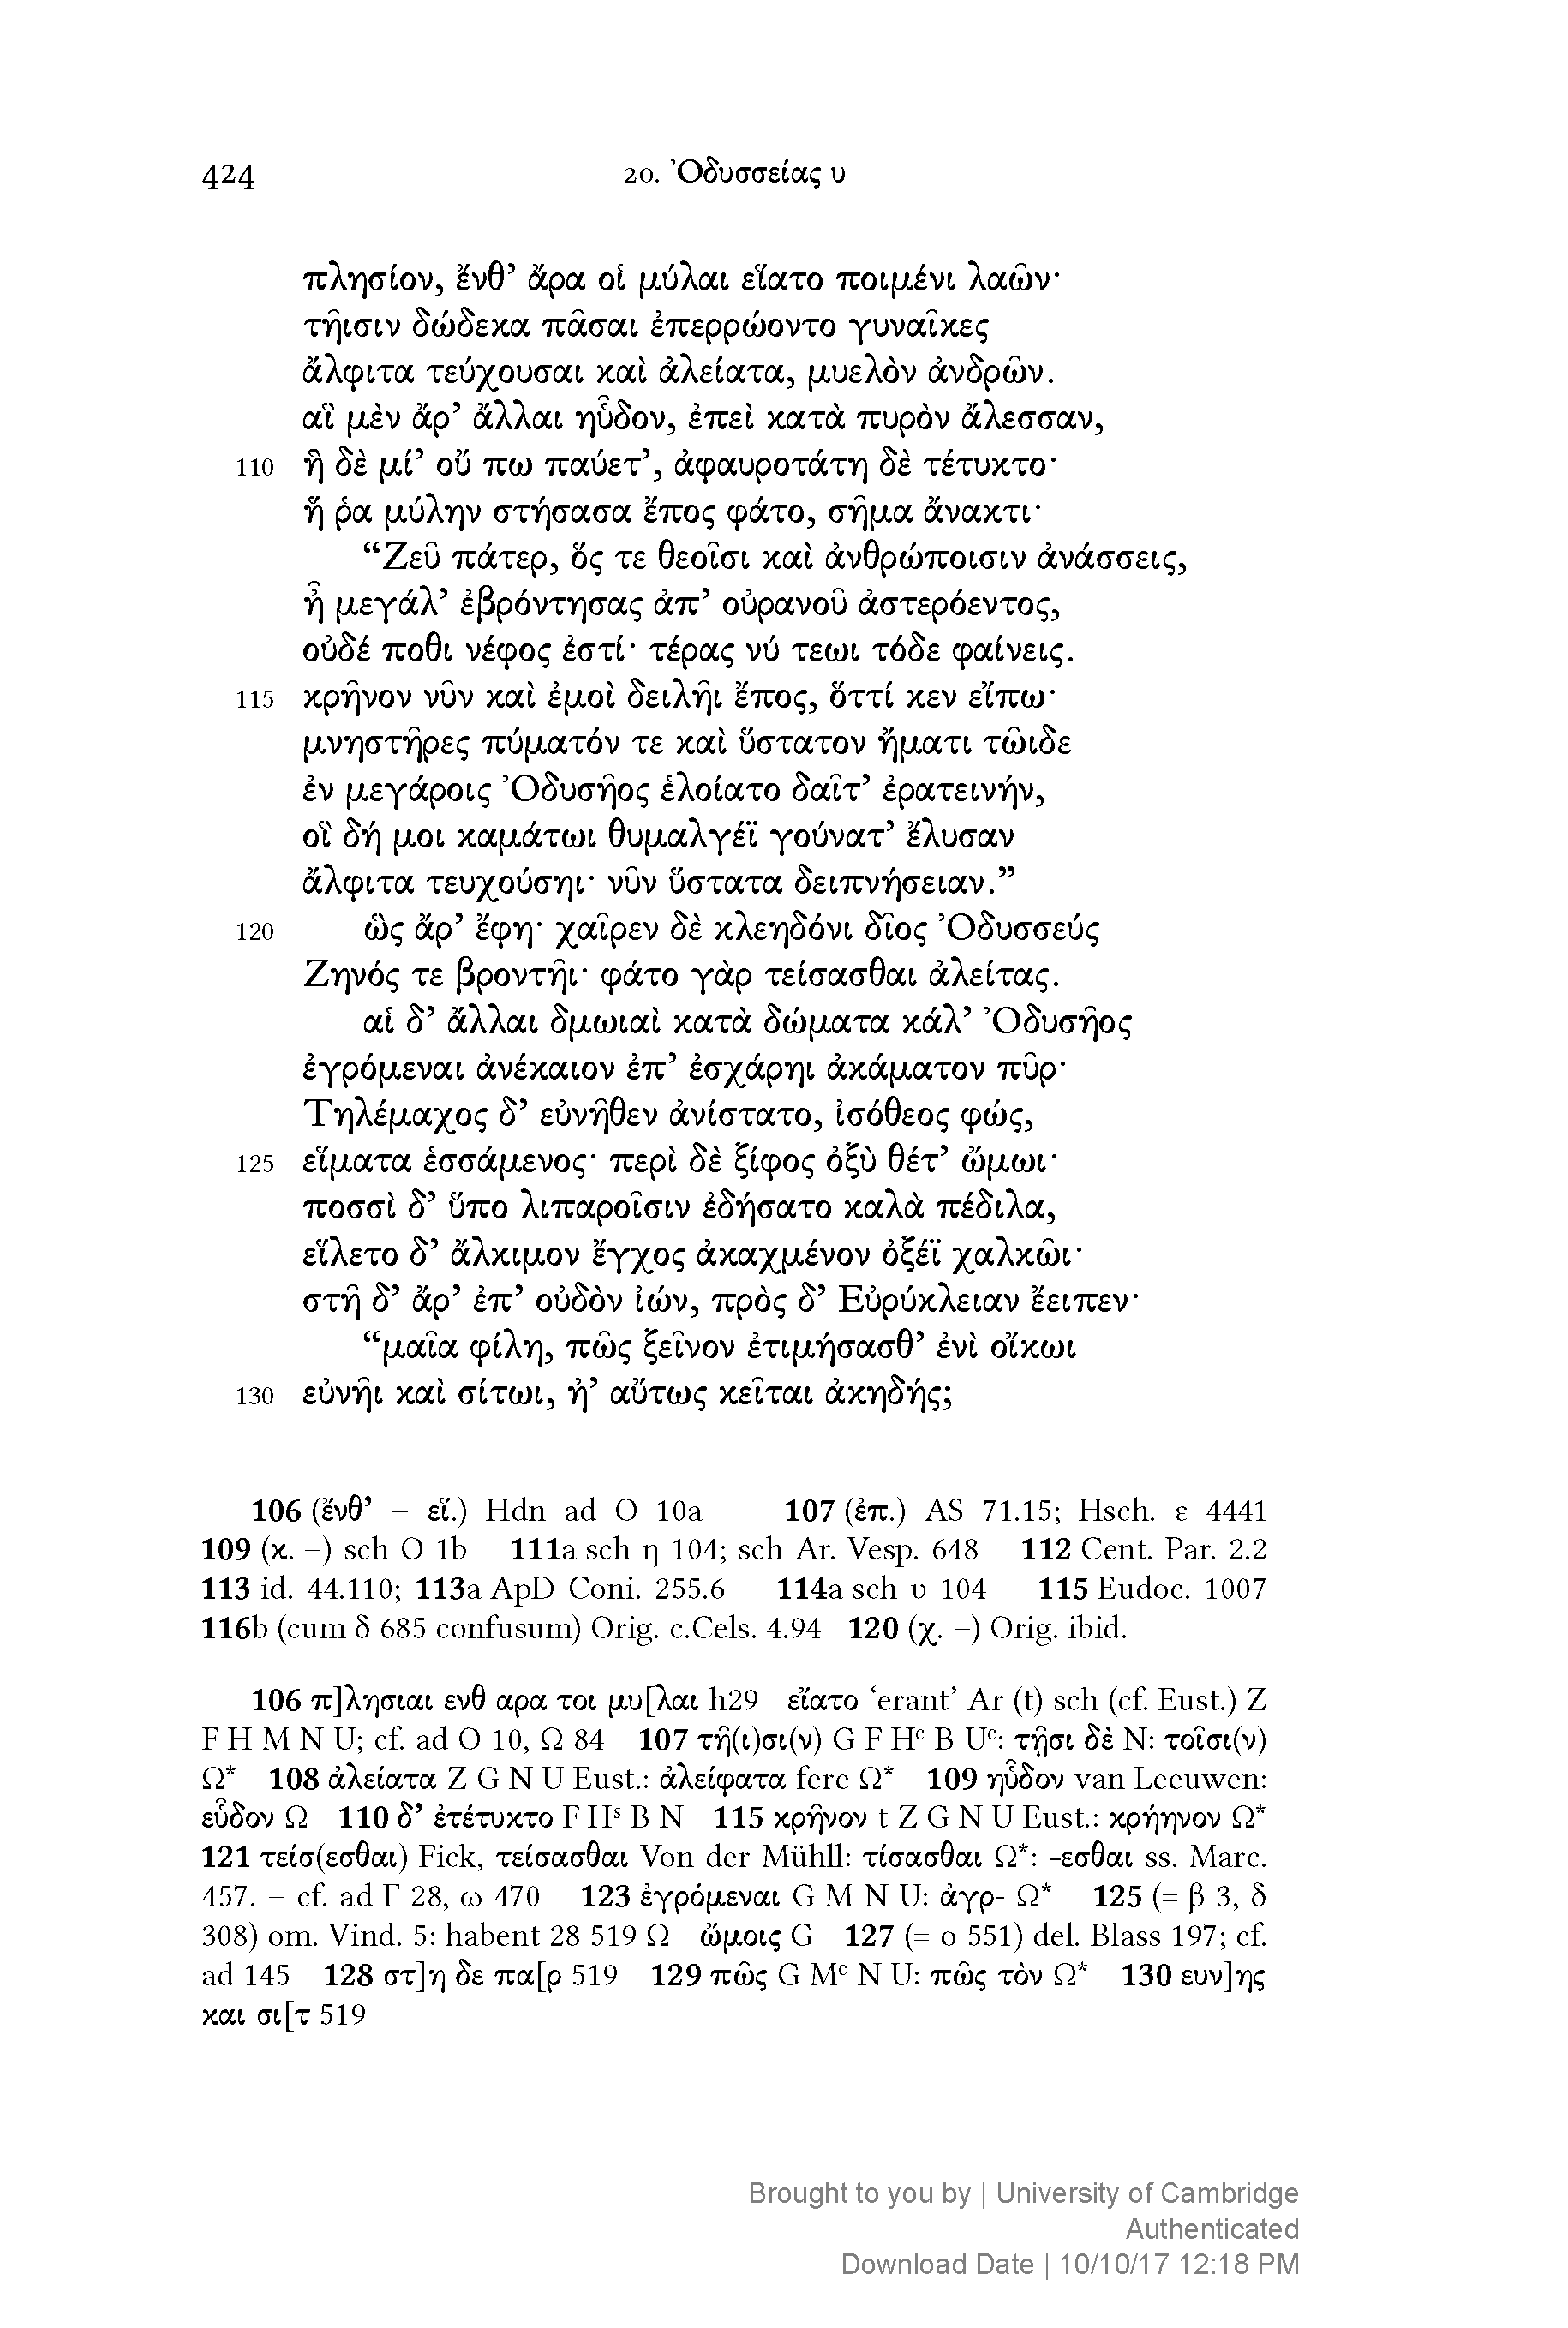 424 20. Ὀδυσσείας υ
πλησίον, ἔνθ’ ἄρα οἱ μύλαι εἵατο ποιμένι λαῶν·
τῆισιν δώδεκα πᾶσαι ἐπερρώοντο γυναῖκες
ἄλφιτα τεύχουσαι καὶ ἀλείατα, μυελὸν ἀνδρῶν.
αἳ μὲν ἄρ’ ἄλλαι ηὗδον, ἐπεὶ κατὰ πυρὸν ἄλεσσαν,
110 ἣ δὲ μί’ οὔ πω παύετ’, ἀφαυροτάτη δὲ τέτυκτο·
ἥ ῥα μύλην στήσασα ἔπος φάτο, σῆμα ἄνακτι·
“Ζεῦ πάτερ, ὅς τε θεοῖσι καὶ ἀνθρώποισιν ἀνάσσεις,
ἦ μεγάλ’ ἐβρόντησας ἀπ’ οὐρανοῦ ἀστερόεντος,
οὐδέ ποθι νέφος ἐστί· τέρας νύ τεωι τόδε φαίνεις.
115 κρῆνον νῦν καὶ ἐμοὶ δειλῆι ἔπος, ὅττί κεν εἴπω·
μνηστῆρες πύματόν τε καὶ ὕστατον ἤματι τῶιδε
ἐν μεγάροις Ὀδυσῆος ἑλοίατο δαῖτ’ ἐρατεινήν,
οἳ δή μοι καμάτωι θυμαλγέϊ γούνατ’ ἔλυσαν
ἄλφιτα τευχούσηι· νῦν ὕστατα δειπνήσειαν.”
120 ὣς ἄρ’ ἔφη· χαῖρεν δὲ κλεηδόνι δῖος Ὀδυσσεύς
Ζηνός τε βροντῆι· φάτο γὰρ τείσασθαι ἀλείτας.
αἱ δ’ ἄλλαι δμωιαὶ κατὰ δώματα κάλ’ Ὀδυσῆος
ἐγρόμεναι ἀνέκαιον ἐπ’ ἐσχάρηι ἀκάματον πῦρ·
Τηλέμαχος δ’ εὐνῆθεν ἀνίστατο, ἰσόθεος φώς,
125 εἵματα ἑσσάμενος· περὶ δὲ ξίφος ὀξὺ θέτ’ ὤμωι·
ποσσὶ δ’ ὕπο λιπαροῖσιν ἐδήσατο καλὰ πέδιλα,
εἵλετο δ’ ἄλκιμον ἔγχος ἀκαχμένον ὀξέϊ χαλκῶι·
στῆ δ’ ἄρ’ ἐπ’ οὐδὸν ἰών, πρὸς δ’ Εὐρύκλειαν ἔειπεν·
“μαῖα φίλη, πῶς ξεῖνον ἐτιμήσασθ’ ἐνὶ οἴκωι
130 εὐνῆι καὶ σίτωι, ἦ’ αὔτως κεῖται ἀκηδής;
106 (ἔνθ’ – εἵ.) Hdn ad O 10a 107 (ἐπ.) AS 71.15; Hsch. ε 4441
109 (κ. –) sch O 1b 111a sch η 104; sch Ar. Vesp. 648 112 Cent. Par. 2.2
113 id. 44.110; 113a ApD Coni. 255.6 114a sch υ 104 115 Eudoc. 1007
116b (cum δ 685 confusum) Orig. c.Cels. 4.94 120 (χ. –) Orig. ibid.
106 π]λησιαι ενθ αρα τοι μυ[λαι h29 εἴατο ‘erant’ Ar (t) sch (cf. Eust.) Z
F H M N U; cf. ad O 10, Ω 84 107 τῆ(ι)σι(ν) G F Hᶜ B Uᶜ: τῇσι δὲ N: τοῖσι(ν)
Ω* 108 ἀλείατα Z G N U Eust.: ἀλείφατα fere Ω* 109 ηὗδον van Leeuwen:
εὗδον Ω 110 δ’ ἐτέτυκτο F Hˢ B N 115 κρῆνον t Z G N U Eust.: κρήηνον Ω*
121 τείσ(εσθαι) Fick, τείσασθαι Von der Mühll: τίσασθαι Ω*: -εσθαι ss. Marc.
457. – cf. ad Γ 28, ω 470 123 ἐγρόμεναι G M N U: ἀγρ- Ω* 125 (= β 3, δ
308) om. Vind. 5: habent 28 519 Ω ὤμοις G 127 (= ο 551) del. Blass 197; cf.
ad 145 128 στ]η δε πα[ρ 519 129 πῶς G Mᶜ N U: πῶς τὸν Ω* 130 ευν]ης
και σι[τ 519
Brought to you by | University of Cambridge
Authenticated
Download Date | 10/10/17 12:18 PM